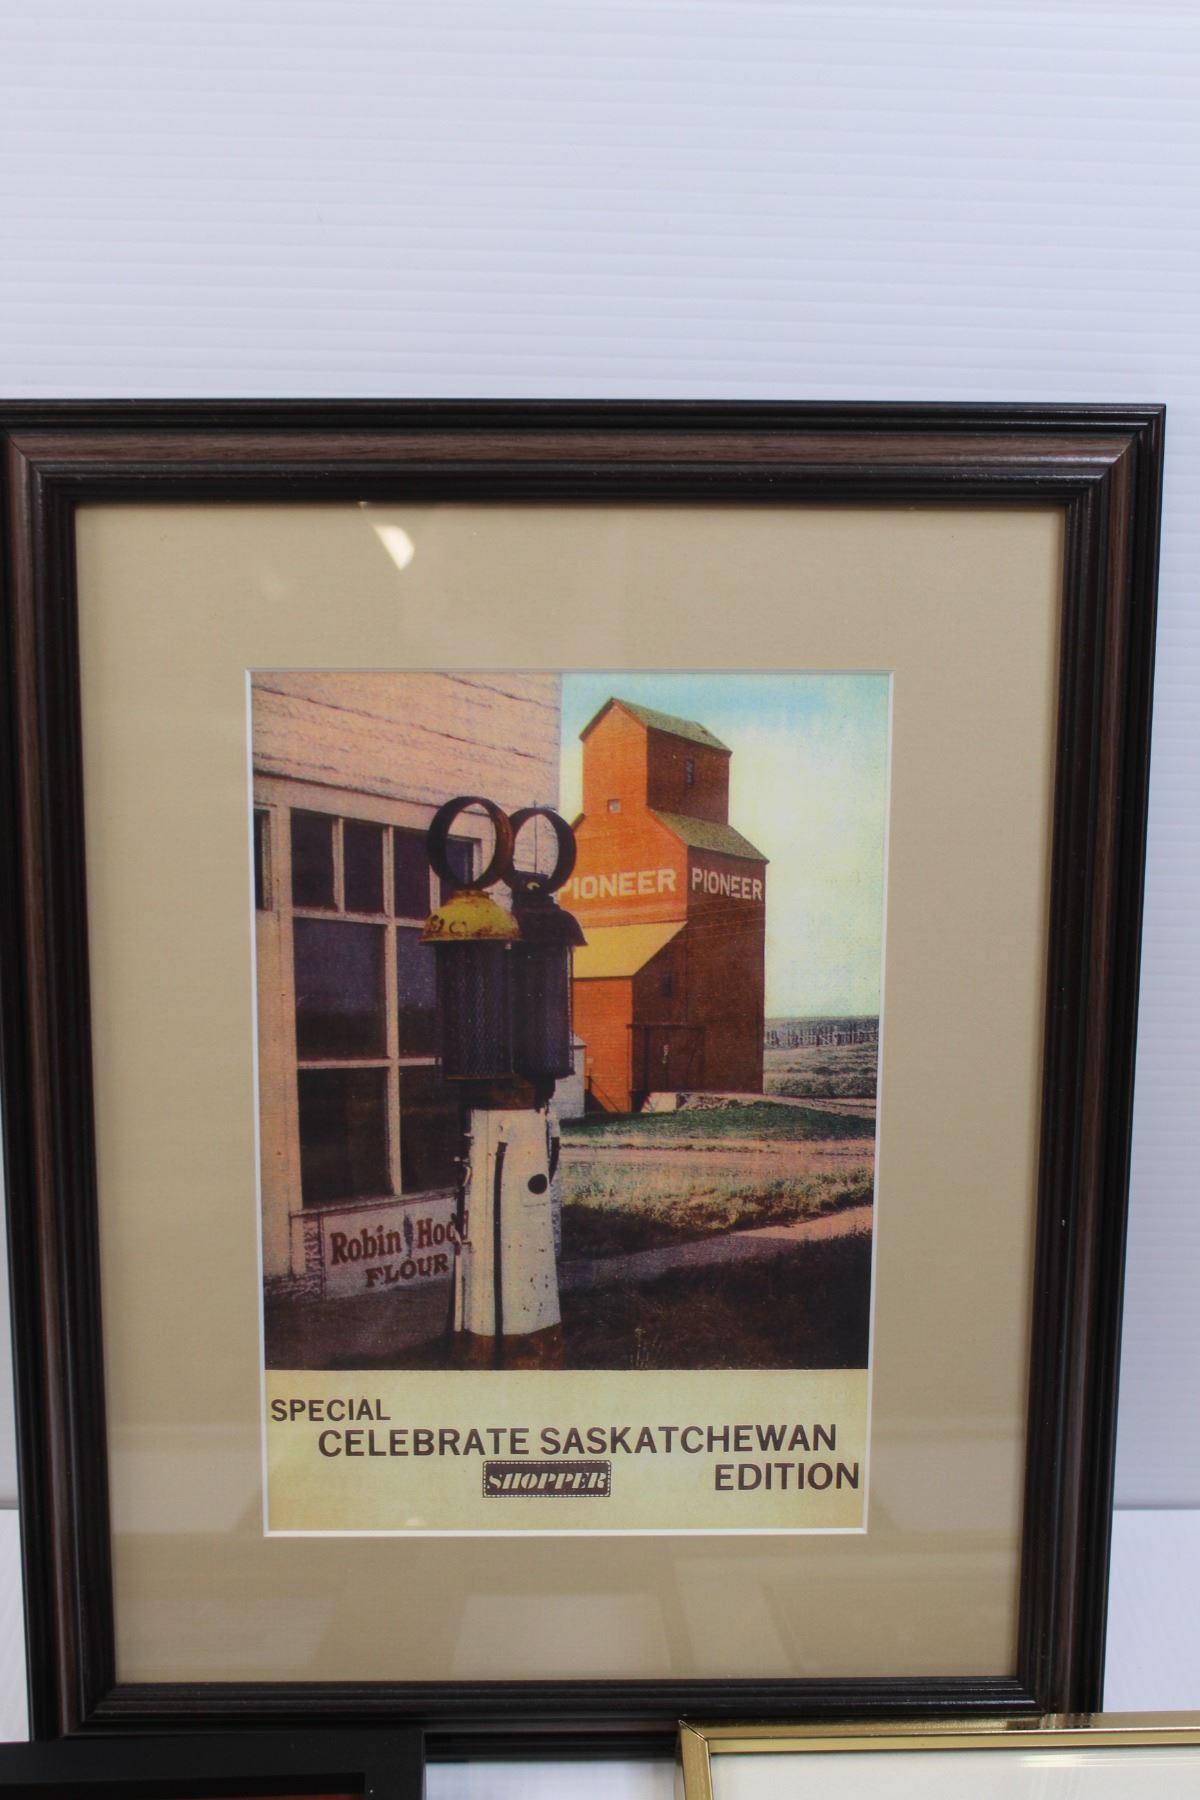 PIONEER PIONEER
Robin Hood
FLOUR
SPECIAL
CELEBRATE SASKATCHEWAN
SHOPPER EDITION